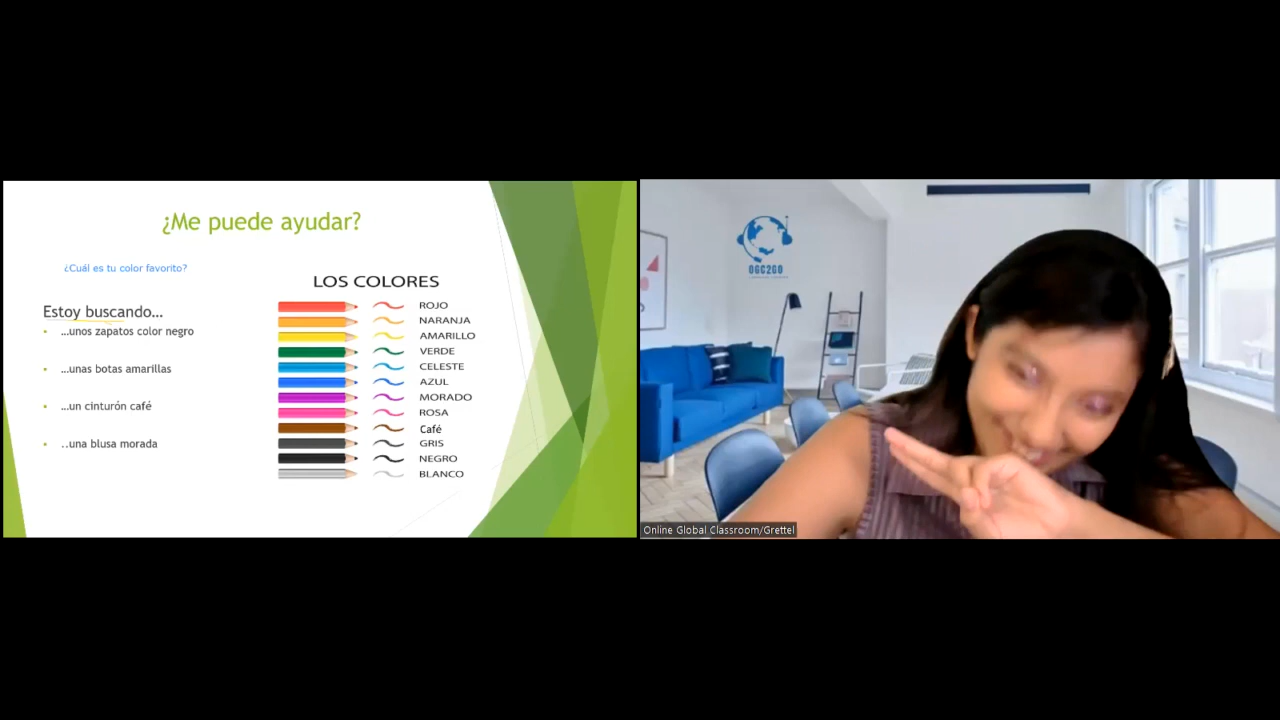 ¿Me puede ayudar?
¿Cuál es tu color favorito?
Estoy buscando...
...unos zapatos color negro
...unas botas amarillas
...un cinturón café
..una blusa morada
LOS COLORES
ROJO
NARANJA
AMARILLO
VERDE
CELESTE
AZUL
MORADO
ROSA
Café
GRIS
NEGRO
BLANCO
OGC2GO
Online Global Classroom/Grettel